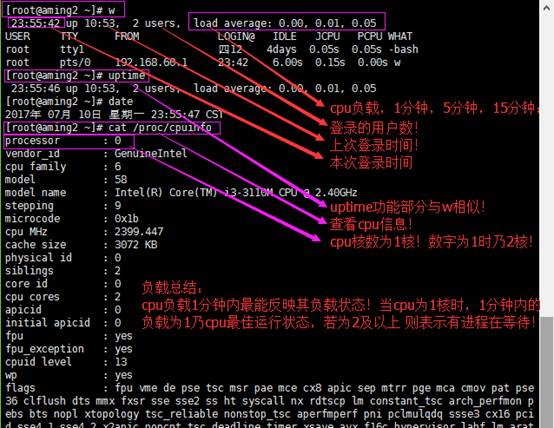 [root@aming2 ~]# w
23:55:42 up 10:53, 2 users, load average: 0.00, 0.01, 0.05
USER TTY FROM LOGIN@ IDLE JCPU PCPU WHAT
root tty1 四12 4days 0.05s 0.05s -bash
root pts/0 192.168.60.1 23:42 6.00s 0.15s 0.00s w
[root@aming2 ~]# uptime
23:55:46 up 10:53, 2 users, load average: 0.00, 0.01, 0.05
[root@aming2 ~]# date
2017年 07月 10日 星期一 23:55:47 CST
[root@aming2 ~]# cat /proc/cpuinfo
processor : 0
vendor_id : GenuineIntel
cpu family : 6
model : 58
model name : Intel(R) Core(TM) i3-3110M CPU @ 2.40GHz
stepping : 9
microcode : 0x1b
cpu MHz : 2399.447
cache size : 3072 KB
physical id : 0
siblings : 2
core id : 0
cpu cores : 2
apicid : 0
initial apicid : 0
fpu : yes
fpu_exception : yes
cpuid level : 13
wp : yes
flags : fpu vme de pse tsc msr pae mce cx8 apic sep mtrr pge mca cmov pat pse
36 clflush dts mmx fxsr sse sse2 ss ht syscall nx rdtscp lm constant_tsc arch_perfmon p
ebs bts nopl xtopology tsc_reliable nonstop_tsc aperfmperf pni pclmulqdq ssse3 cx16 pci
d sse4_1 sse4_2 x2apic popcnt tsc_deadline_timer xsave avx f16c hypervisor lahf_lm arat
cpu负载，1分钟，5分钟，15分钟
登录的用户数！
上次登录时间！
本次登录时间
uptime功能部分与w相似！
查看cpu信息！
cpu核数为1核！数字为1时乃2核！
负载总结：
cpu负载1分钟内最能反映其负载状态！当cpu为1核时，1分钟内的
负载为1乃cpu最佳运行状态，若为2及以上 则表示有进程在等待！